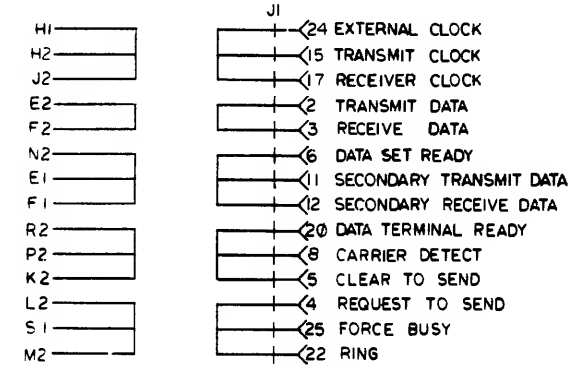 J1
H1 24 EXTERNAL CLOCK
H2 15 TRANSMIT CLOCK
J2 17 RECEIVER CLOCK
E2 2 TRANSMIT DATA
F2 3 RECEIVE DATA
N2 6 DATA SET READY
E1 11 SECONDARY TRANSMIT DATA
F1 12 SECONDARY RECEIVE DATA
R2 20 DATA TERMINAL READY
P2 8 CARRIER DETECT
K2 5 CLEAR TO SEND
L2 4 REQUEST TO SEND
S1 25 FORCE BUSY
M2 22 RING